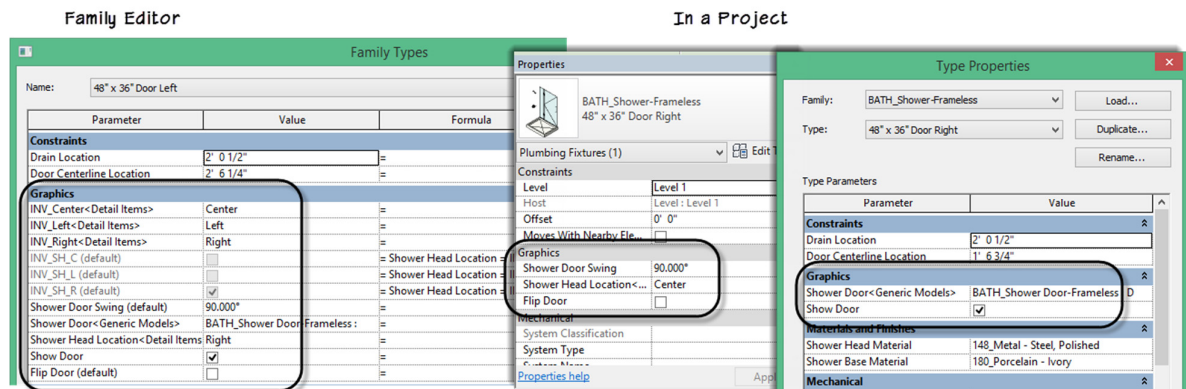 Family Editor
In a Project
Family Types
Name: 48" x 36" Door Left
Parameter Value Formula
Constraints
Drain Location 2' 0 1/2" =
Door Centerline Location 2' 6 1/4" =
Graphics
INV_Center<Detail Items> Center =
INV_Left<Detail Items> Left =
INV_Right<Detail Items> Right =
INV_SH_C (default) = Shower Head Location =
INV_SH_L (default) = Shower Head Location =
INV_SH_R (default) = Shower Head Location =
Shower Door Swing (default) 90.000° =
Shower Door<Generic Models> BATH_Shower Door-Frameless : =
Shower Head Location<Detail Items Right =
Show Door =
Flip Door (default) =
Properties
BATH_Shower-Frameless
48" x 36" Door Right
Plumbing Fixtures (1) Edit
Constraints
Level Level 1
Host Level : Level 1
Offset 0' 0"
Moves With Nearby Ele...
Graphics
Shower Door Swing 90.000°
Shower Head Location<... Center
Flip Door
Mechanical
System Classification
System Type
System Name
Properties help Appl
Type Properties
Family: BATH_Shower-Frameless Load...
Type: 48" x 36" Door Right Duplicate...
Rename...
Type Parameters
Parameter Value
Constraints
Drain Location 2' 0 1/2"
Door Centerline Location 1' 6 3/4"
Graphics
Shower Door<Generic Models> BATH_Shower Door-Frameless D
Show Door
Materials and Finishes
Shower Head Material 148_Metal - Steel, Polished
Shower Base Material 180_Porcelain - Ivory
Mechanical